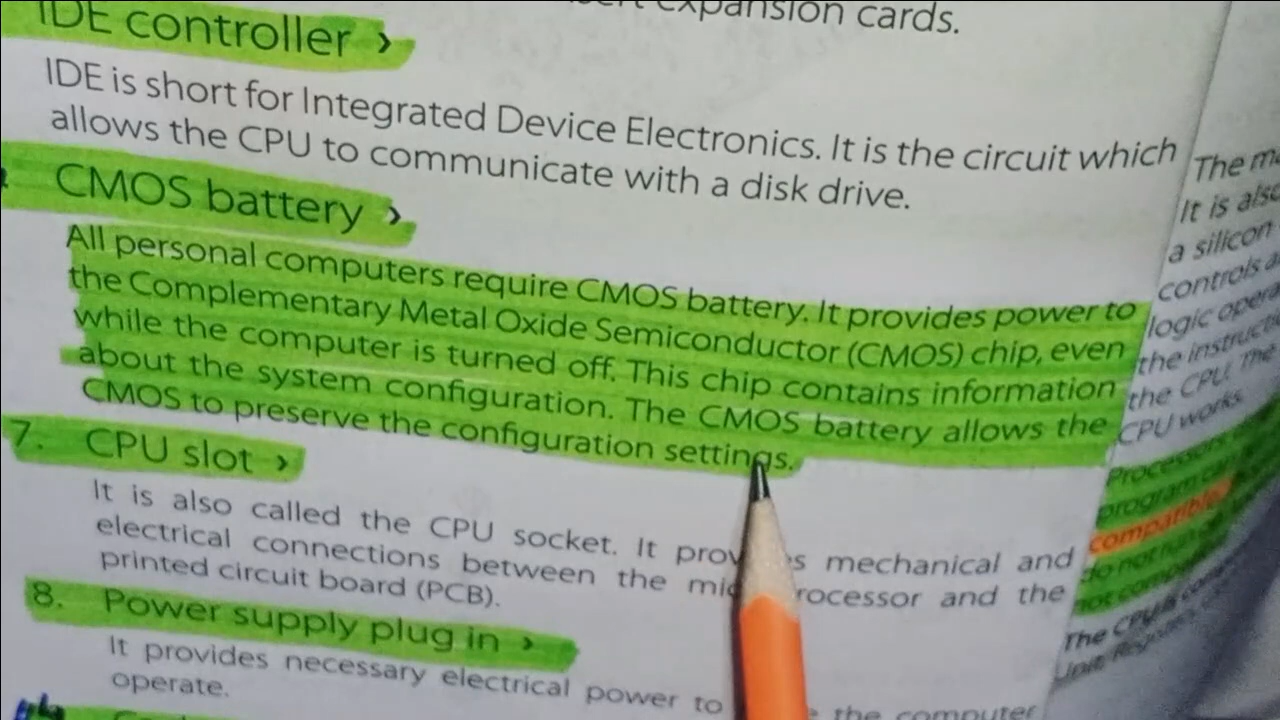 expansion cards.
IDE controller ›
IDE is short for Integrated Device Electronics. It is the circuit which
allows the CPU to communicate with a disk drive.
CMOS battery ›
All personal computers require CMOS battery. It provides power to
the Complementary Metal Oxide Semiconductor (CMOS) chip, even
while the computer is turned off. This chip contains information
about the system configuration. The CMOS battery allows the
CMOS to preserve the configuration settings.
7. CPU slot ›
It is also called the CPU socket. It mechanical and
electrical connections between the and the
printed circuit board (PCB).
8. Power supply plug in ›
It provides necessary electrical power to the computer
operate.
The
It is
a silicon
controls
logic
the
the CPU. The
CPU works.
compatible
do not
The CPU
Unit